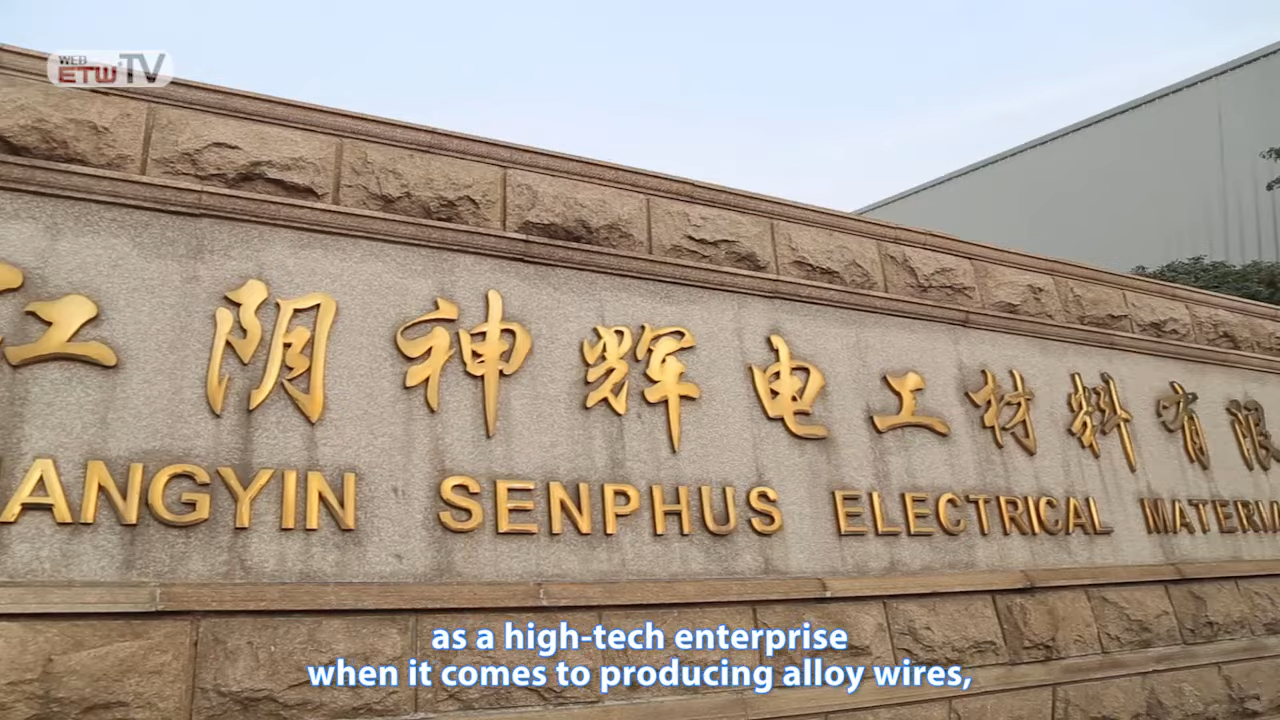 WEB
ETW TV
江阴神辉电工材料有限
ANGYIN SENPHUS ELECTRICAL MATERIA
as a high-tech enterprise
when it comes to producing alloy wires,